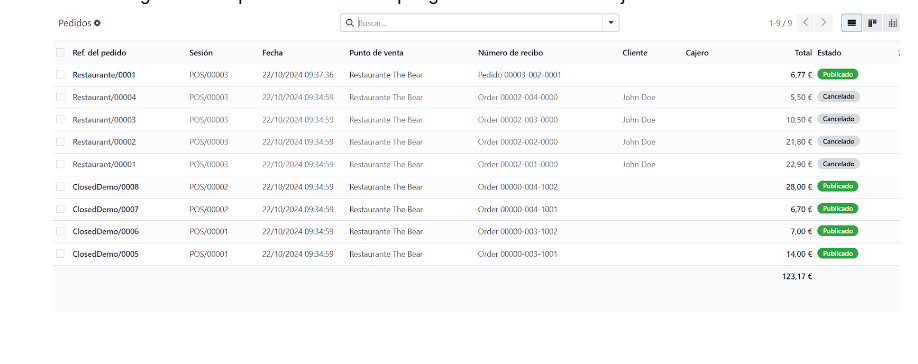 Pedidos
Buscar...
1-9 / 9
Ref. del pedido Sesión Fecha Punto de venta Número de recibo Cliente Cajero Total Estado
Restaurante/0001 POS/00003 22/10/2024 09:37:36 Restaurante The Bear Pedido 00003-002-0001 6,77 € Publicado
Restaurant/00004 POS/00003 22/10/2024 09:34:59 Restaurante The Bear Order 00002-004-0000 John Doe 5,50 € Cancelado
Restaurant/00003 POS/00003 22/10/2024 09:34:59 Restaurante The Bear Order 00002-003-0000 John Doe 10,50 € Cancelado
Restaurant/00002 POS/00003 22/10/2024 09:34:59 Restaurante The Bear Order 00002-002-0000 John Doe 21,80 € Cancelado
Restaurant/00001 POS/00003 22/10/2024 09:34:59 Restaurante The Bear Order 00002-001-0000 John Doe 22,90 € Cancelado
ClosedDemo/0008 POS/00002 22/10/2024 09:34:59 Restaurante The Bear Order 00000-004-1002 28,00 € Publicado
ClosedDemo/0007 POS/00002 22/10/2024 09:34:59 Restaurante The Bear Order 00000-004-1001 6,70 € Publicado
ClosedDemo/0006 POS/00001 22/10/2024 09:34:59 Restaurante The Bear Order 00000-003-1002 7,00 € Publicado
ClosedDemo/0005 POS/00001 22/10/2024 09:34:59 Restaurante The Bear Order 00000-003-1001 14,00 € Publicado
123,17 €